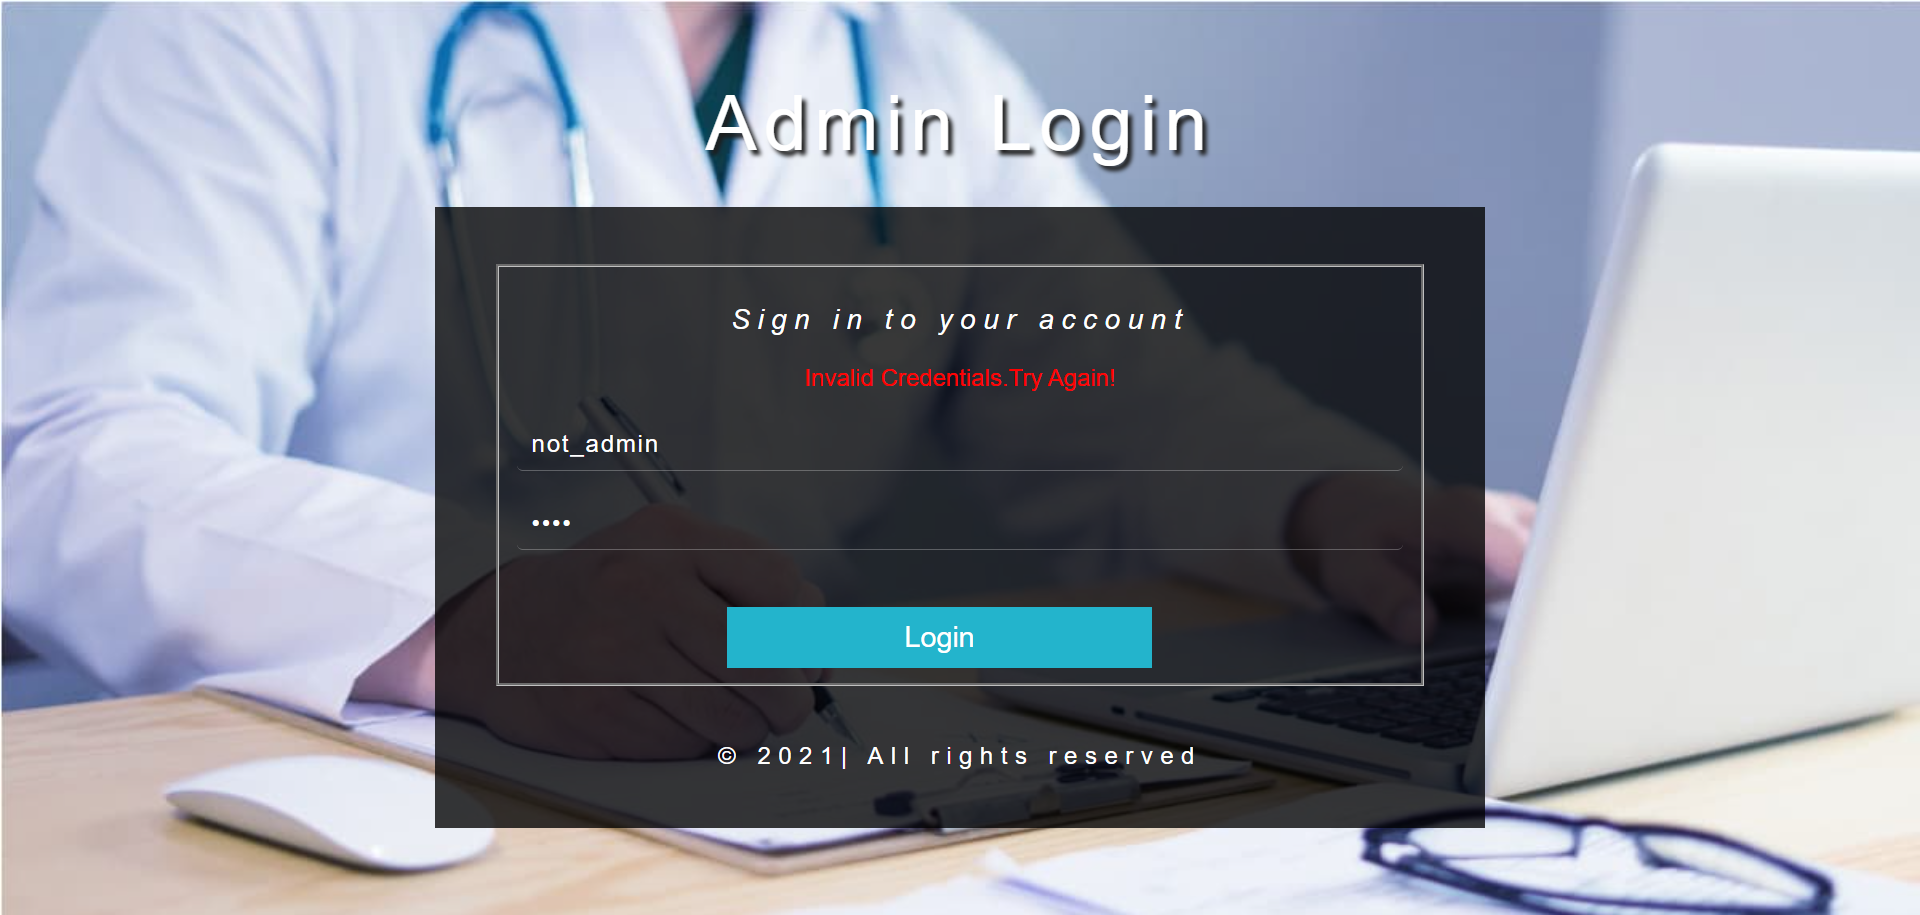 Admin Login
Sign in to your account
Invalid Credentials.Try Again!
not_admin
••••
Login
© 2021| All rights reserved